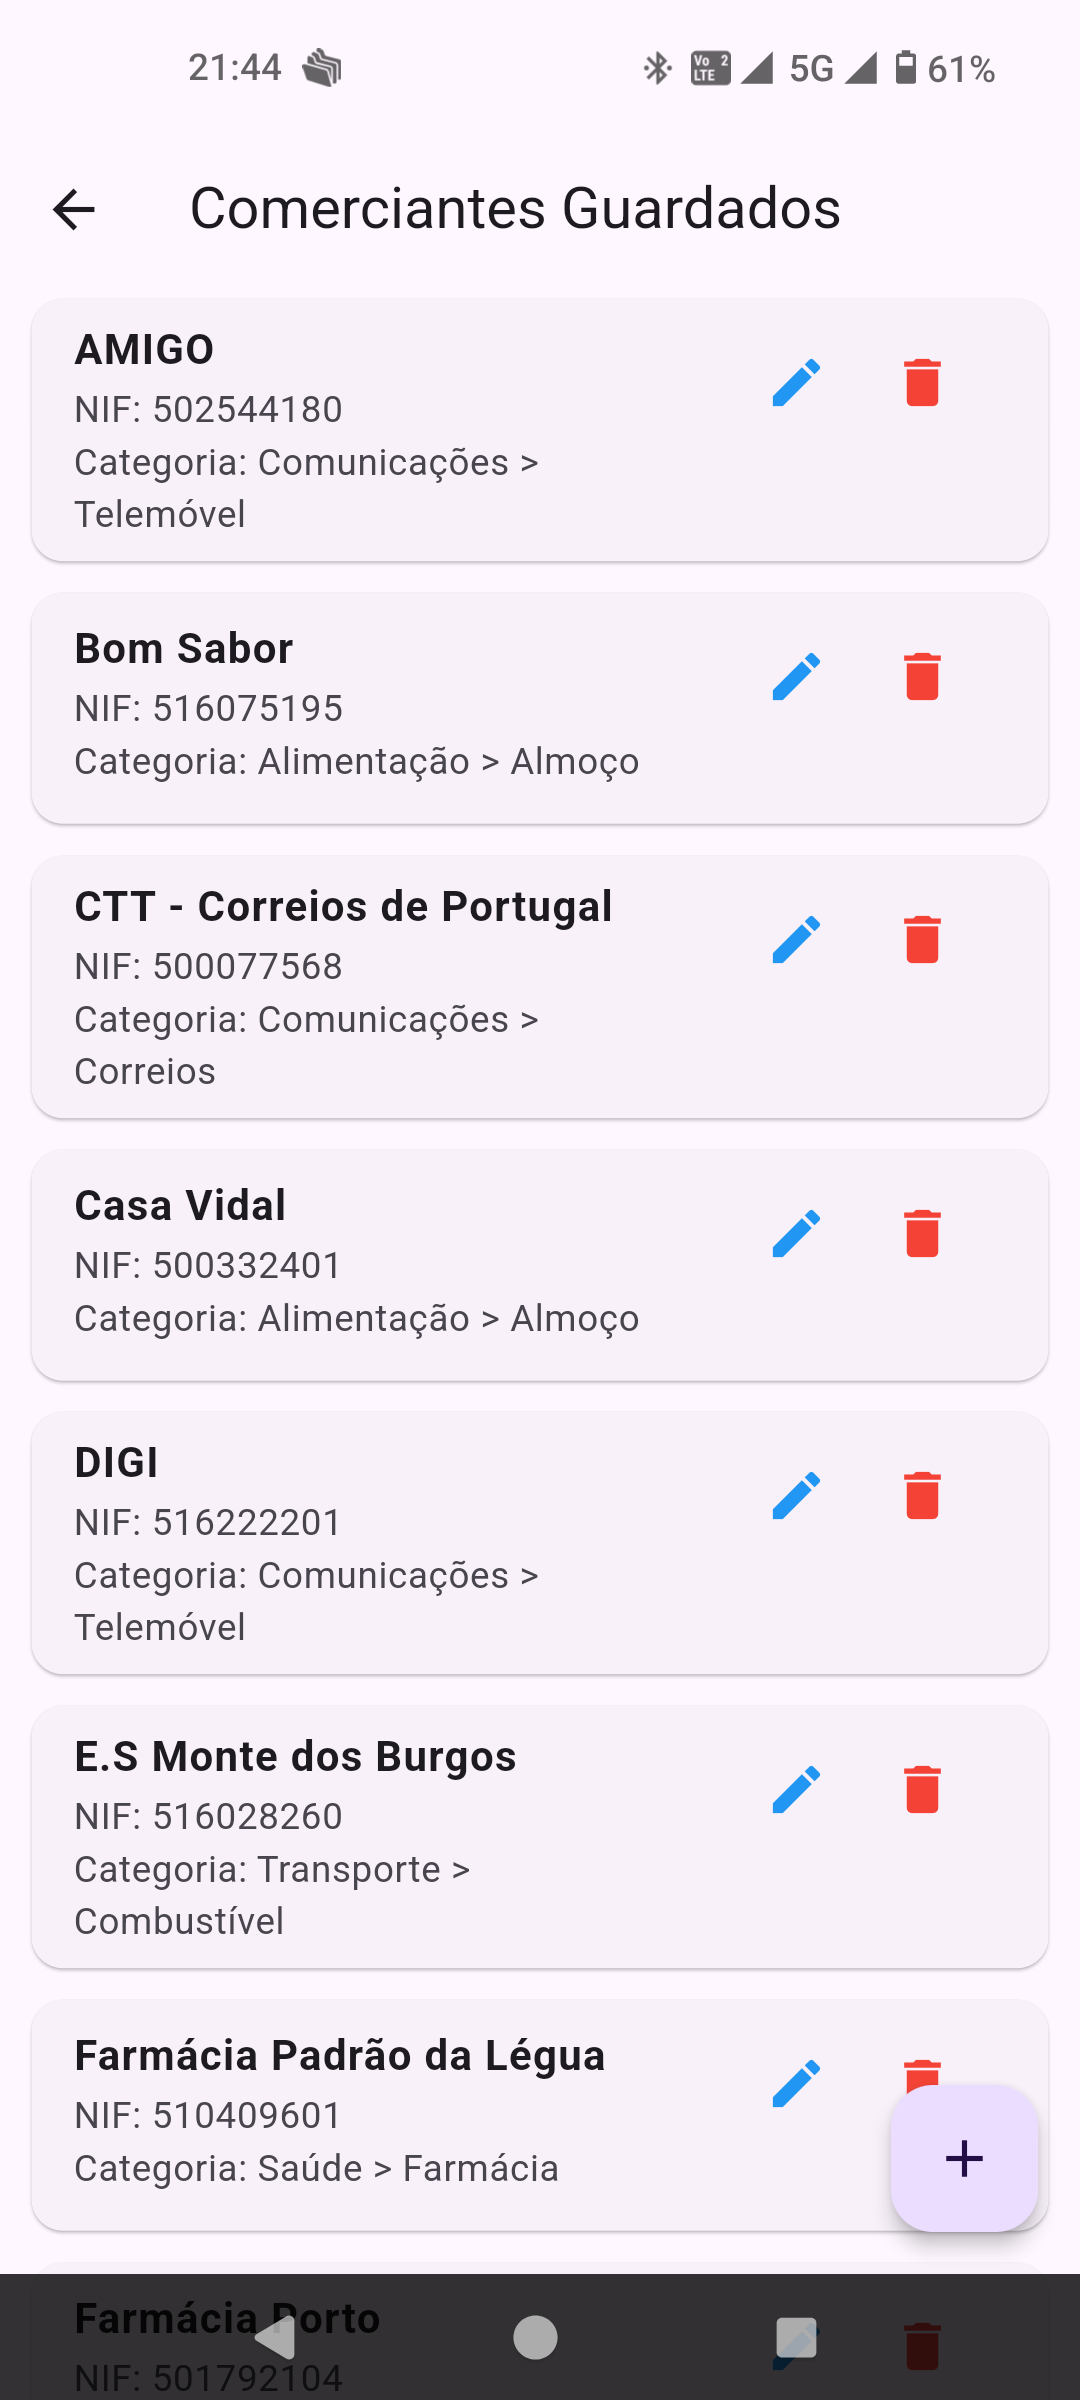 21:44 Vo 2 LTE 5G 61%
Comerciantes Guardados
AMIGO
NIF: 502544180
Categoria: Comunicações >
Telemóvel
Bom Sabor
NIF: 516075195
Categoria: Alimentação > Almoço
CTT - Correios de Portugal
NIF: 500077568
Categoria: Comunicações >
Correios
Casa Vidal
NIF: 500332401
Categoria: Alimentação > Almoço
DIGI
NIF: 516222201
Categoria: Comunicações >
Telemóvel
E.S Monte dos Burgos
NIF: 516028260
Categoria: Transporte >
Combustível
Farmácia Padrão da Légua
NIF: 510409601
Categoria: Saúde > Farmácia
Farmácia Porto
NIF: 501792104